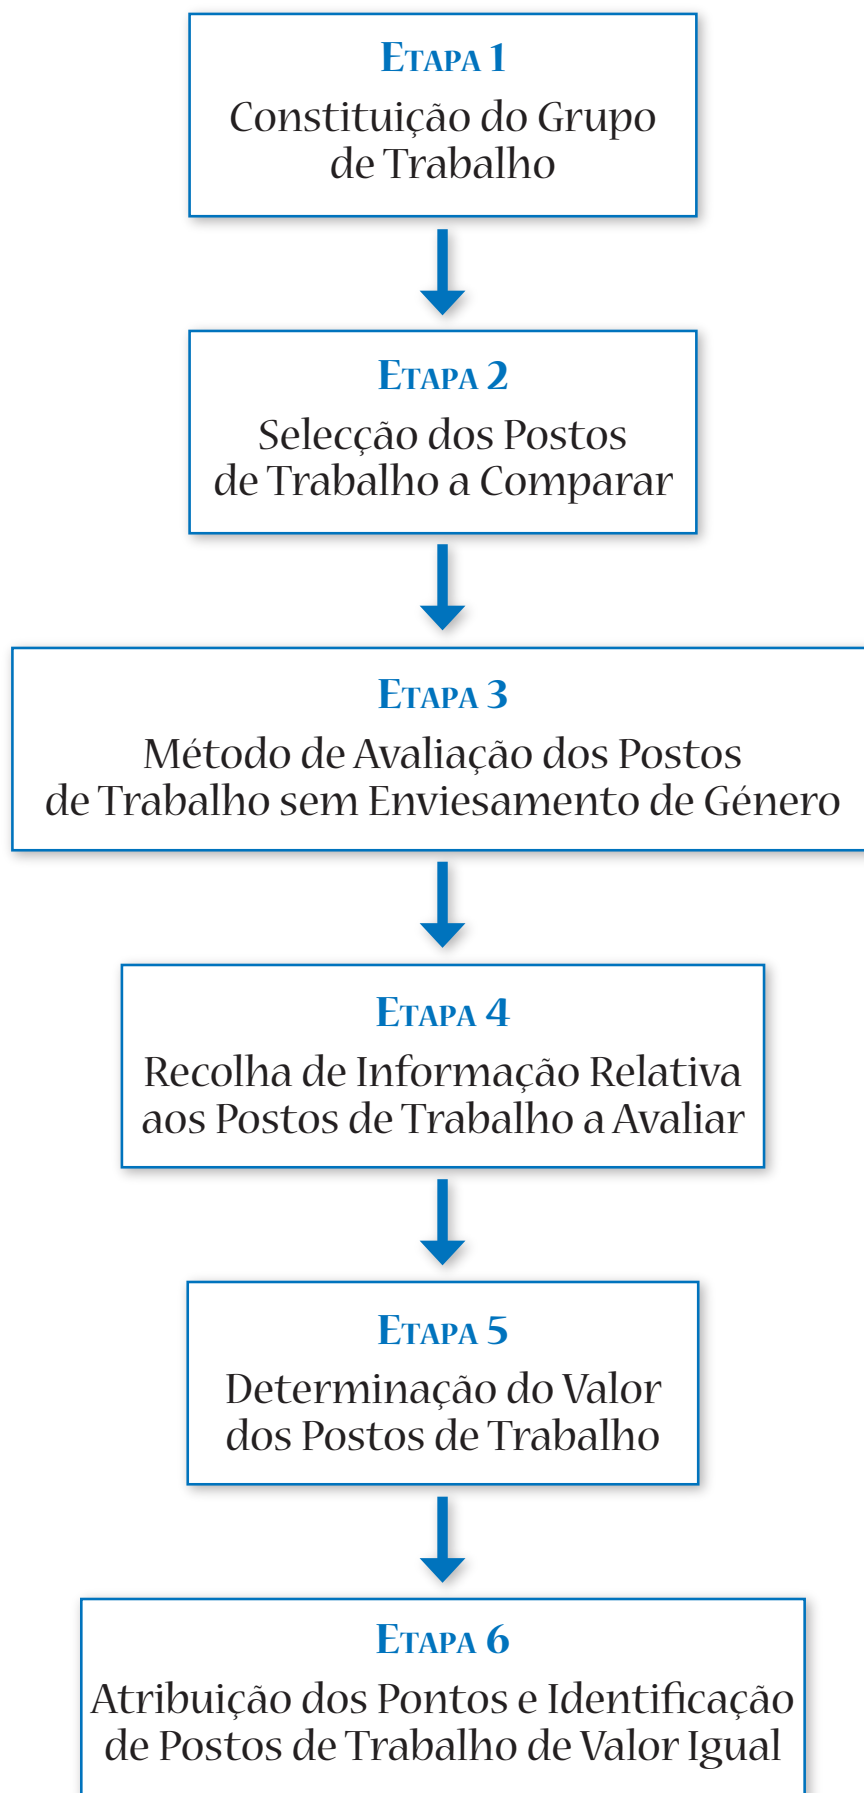 ETAPA 1
Constituição do Grupo
de Trabalho
ETAPA 2
Selecção dos Postos
de Trabalho a Comparar
ETAPA 3
Método de Avaliação dos Postos
de Trabalho sem Enviesamento de Género
ETAPA 4
Recolha de Informação Relativa
aos Postos de Trabalho a Avaliar
ETAPA 5
Determinação do Valor
dos Postos de Trabalho
ETAPA 6
Atribuição dos Pontos e Identificação
de Postos de Trabalho de Valor Igual